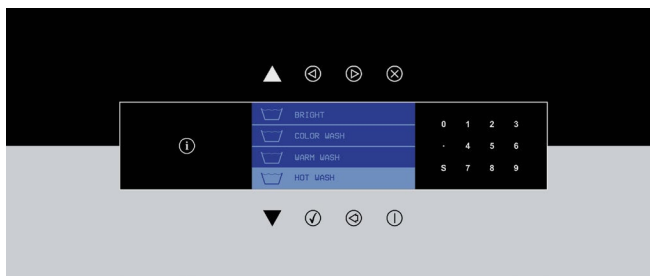 BRIGHT
COLOR WASH
WARM WASH
HOT WASH
0 1 2 3
· 4 5 6
S 7 8 9
i